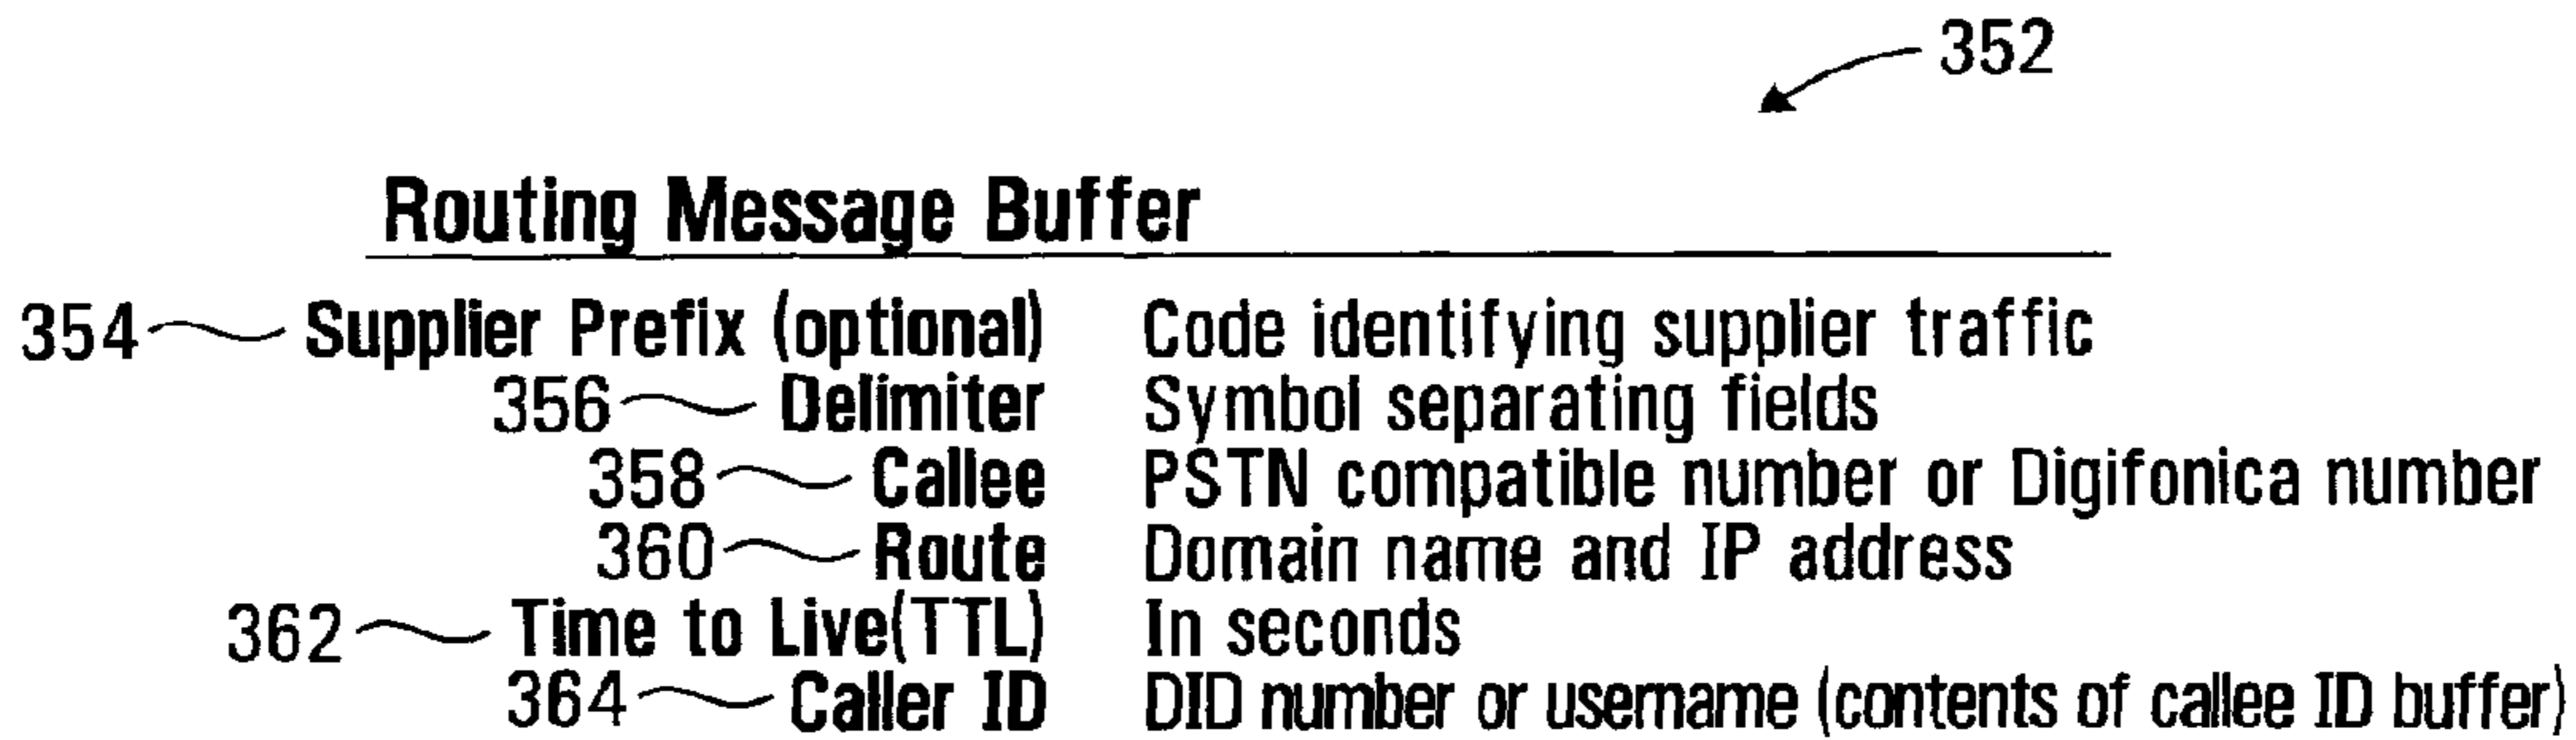 352
Routing Message Buffer
354 Supplier Prefix (optional) Code identifying supplier traffic
356 Delimiter Symbol separating fields
358 Callee PSTN compatible number or Digifonica number
360 Route Domain name and IP address
362 Time to Live(TTL) In seconds
364 Caller ID DID number or username (contents of callee ID buffer)